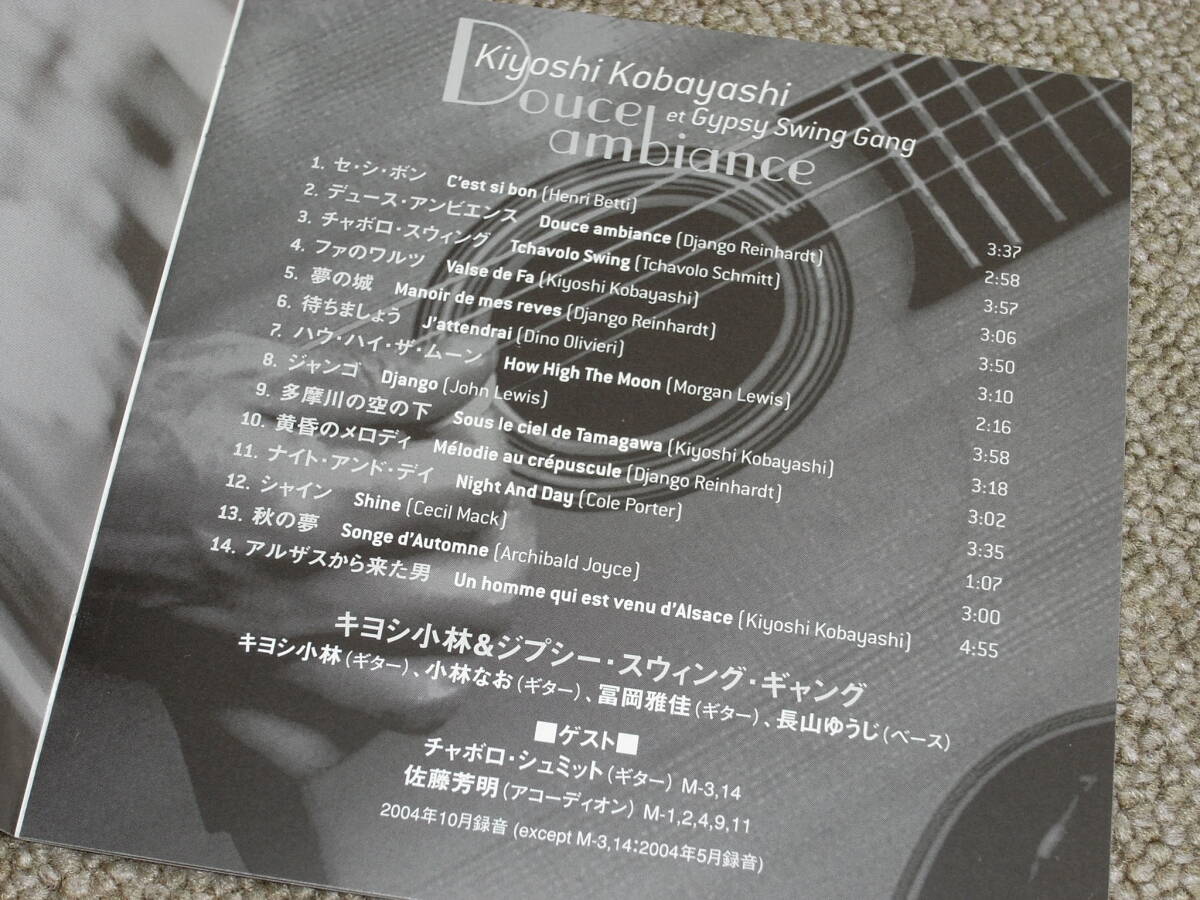 Kiyoshi Kobayashi
et Gypsy Swing Gang
Douce
ambiance
1. セ・シ・ボン C'est si bon (Henri Betti) 3:37
2. デュース・アンビエンス Douce ambiance (Django Reinhardt) 2:58
3. チャボロ・スウィング Tchavolo Swing (Tchavolo Schmitt) 3:57
4. ファのワルツ Valse de Fa (Kiyoshi Kobayashi) 3:06
5. 夢の城 Manoir de mes reves (Django Reinhardt) 3:50
6. 待ちましょう J'attendrai (Dino Olivieri) 3:10
7. ハウ・ハイ・ザ・ムーン How High The Moon (Morgan Lewis) 2:16
8. ジャンゴ Django (John Lewis) 3:58
9. 多摩川の空の下 Sous le ciel de Tamagawa (Kiyoshi Kobayashi) 3:18
10. 黄昏のメロディ Mélodie au crépuscule (Django Reinhardt) 3:02
11. ナイト・アンド・デイ Night And Day (Cole Porter) 3:35
12. シャイン Shine (Cecil Mack) 1:07
13. 秋の夢 Songe d'Automne (Archibald Joyce) 3:00
14. アルザスから来た男 Un homme qui est venu d'Alsace (Kiyoshi Kobayashi) 4:55
キヨシ小林&ジプシー・スウィング・ギャング
キヨシ小林(ギター)、小林なお(ギター)、冨岡雅佳(ギター)、長山ゆうじ(ベース)
■ゲスト■
チャボロ・シュミット(ギター) M-3,14
佐藤芳明(アコーディオン) M-1,2,4,9,11
2004年10月録音 (except M-3,14:2004年5月録音)